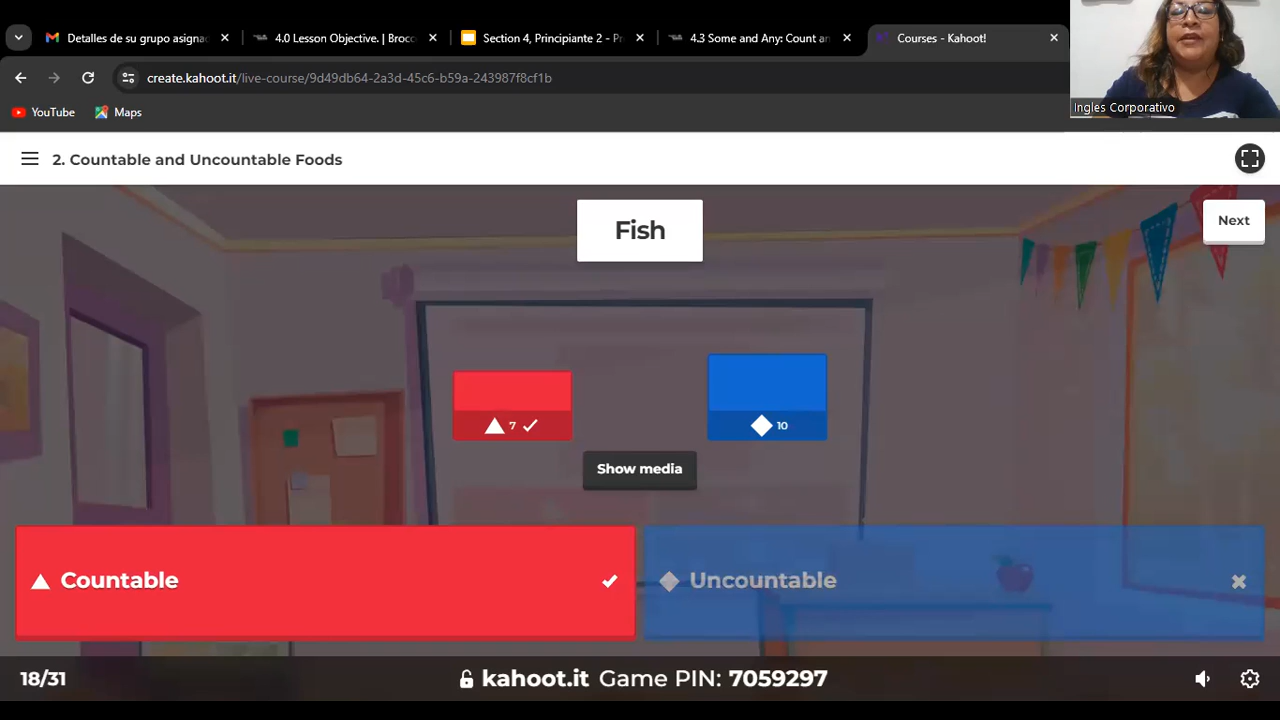 Detalles de su grupo asigna
4.0 Lesson Objective. | Broco
Section 4, Principiante 2 - Pr
4.3 Some and Any: Count an
Courses - Kahoot!
create.kahoot.it/live-course/9d49db64-2a3d-45c6-b59a-243987f8cf1b
YouTube
Maps
Ingles Corporativo
2. Countable and Uncountable Foods
Fish
Next
7
10
Show media
Countable
Uncountable
18/31
kahoot.it Game PIN: 7059297